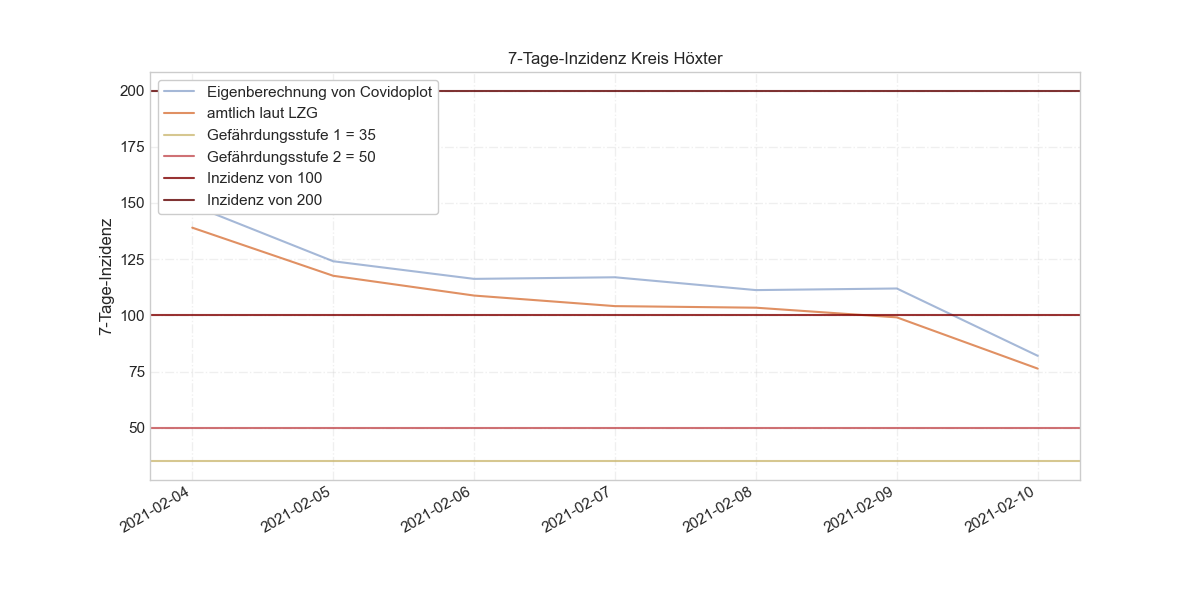 7-Tage-Inzidenz Kreis Höxter
Eigenberechnung von Covidoplot
amtlich laut LZG
Gefährdungsstufe 1 = 35
Gefährdungsstufe 2 = 50
Inzidenz von 100
Inzidenz von 200
7-Tage-Inzidenz
200
175
150
125
100
75
50
2021-02-04
2021-02-05
2021-02-06
2021-02-07
2021-02-08
2021-02-09
2021-02-10